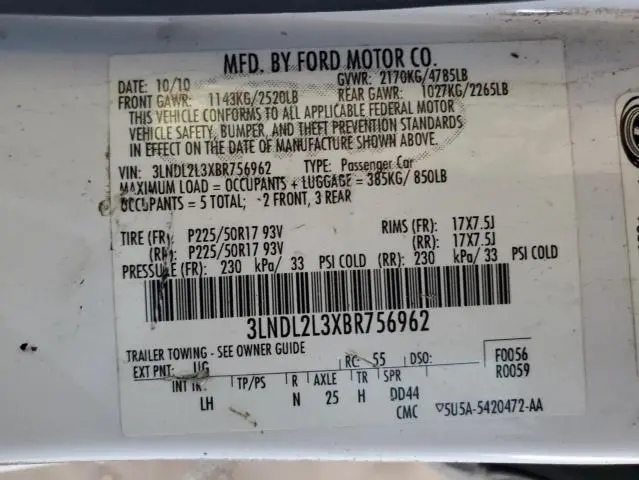 MFD. BY FORD MOTOR CO.
DATE: 10/10 GVWR: 2170KG/4785LB
FRONT GAWR: 1143KG/2520LB REAR GAWR: 1027KG/2265LB
THIS VEHICLE CONFORMS TO ALL APPLICABLE FEDERAL MOTOR
VEHICLE SAFETY, BUMPER, AND THEFT PREVENTION STANDARDS
IN EFFECT ON THE DATE OF MANUFACTURE SHOWN ABOVE.
VIN: 3LNDL2L3XBR756962 TYPE: Passenger Car
MAXIMUM LOAD = OCCUPANTS + LUGGAGE = 385KG/ 850LB
OCCUPANTS = 5 TOTAL; 2 FRONT, 3 REAR
TIRE (FR): P225/50R17 93V RIMS (FR): 17X7.5J
(RR): P225/50R17 93V (RR): 17X7.5J
PRESSURE (FR): 230 kPa/ 33 PSI COLD (RR): 230 kPa/ 33 PSI COLD
3LNDL2L3XBR756962
TRAILER TOWING - SEE OWNER GUIDE
EXT PNT: UG RC: 55 DSO: F0056
R0059
INT TR: TP/PS R AXLE TR SPR
LH N 25 H DD44
CMC ▽5U5A-5420472-AA